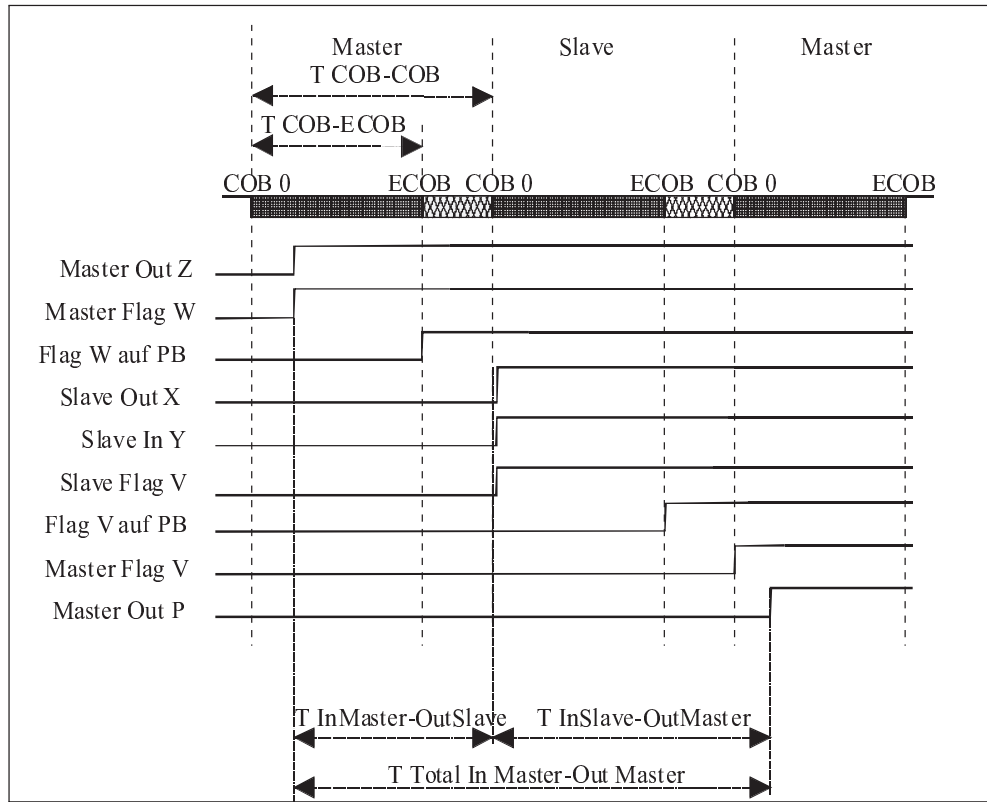 Master Slave Master
T COB-COB
T COB-ECOB
COB 0 ECOB COB 0 ECOB COB 0 ECOB
Master Out Z
Master Flag W
Flag W auf PB
Slave Out X
Slave In Y
Slave Flag V
Flag V auf PB
Master Flag V
Master Out P
T InMaster-OutSlave T InSlave-OutMaster
T Total In Master-Out Master